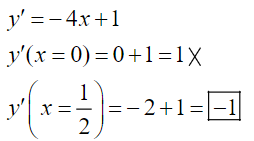 y′ = −4x + 1
y′(x = 0) = 0 + 1 = 1 X
y′(x = 1/2) = −2 + 1 = −1